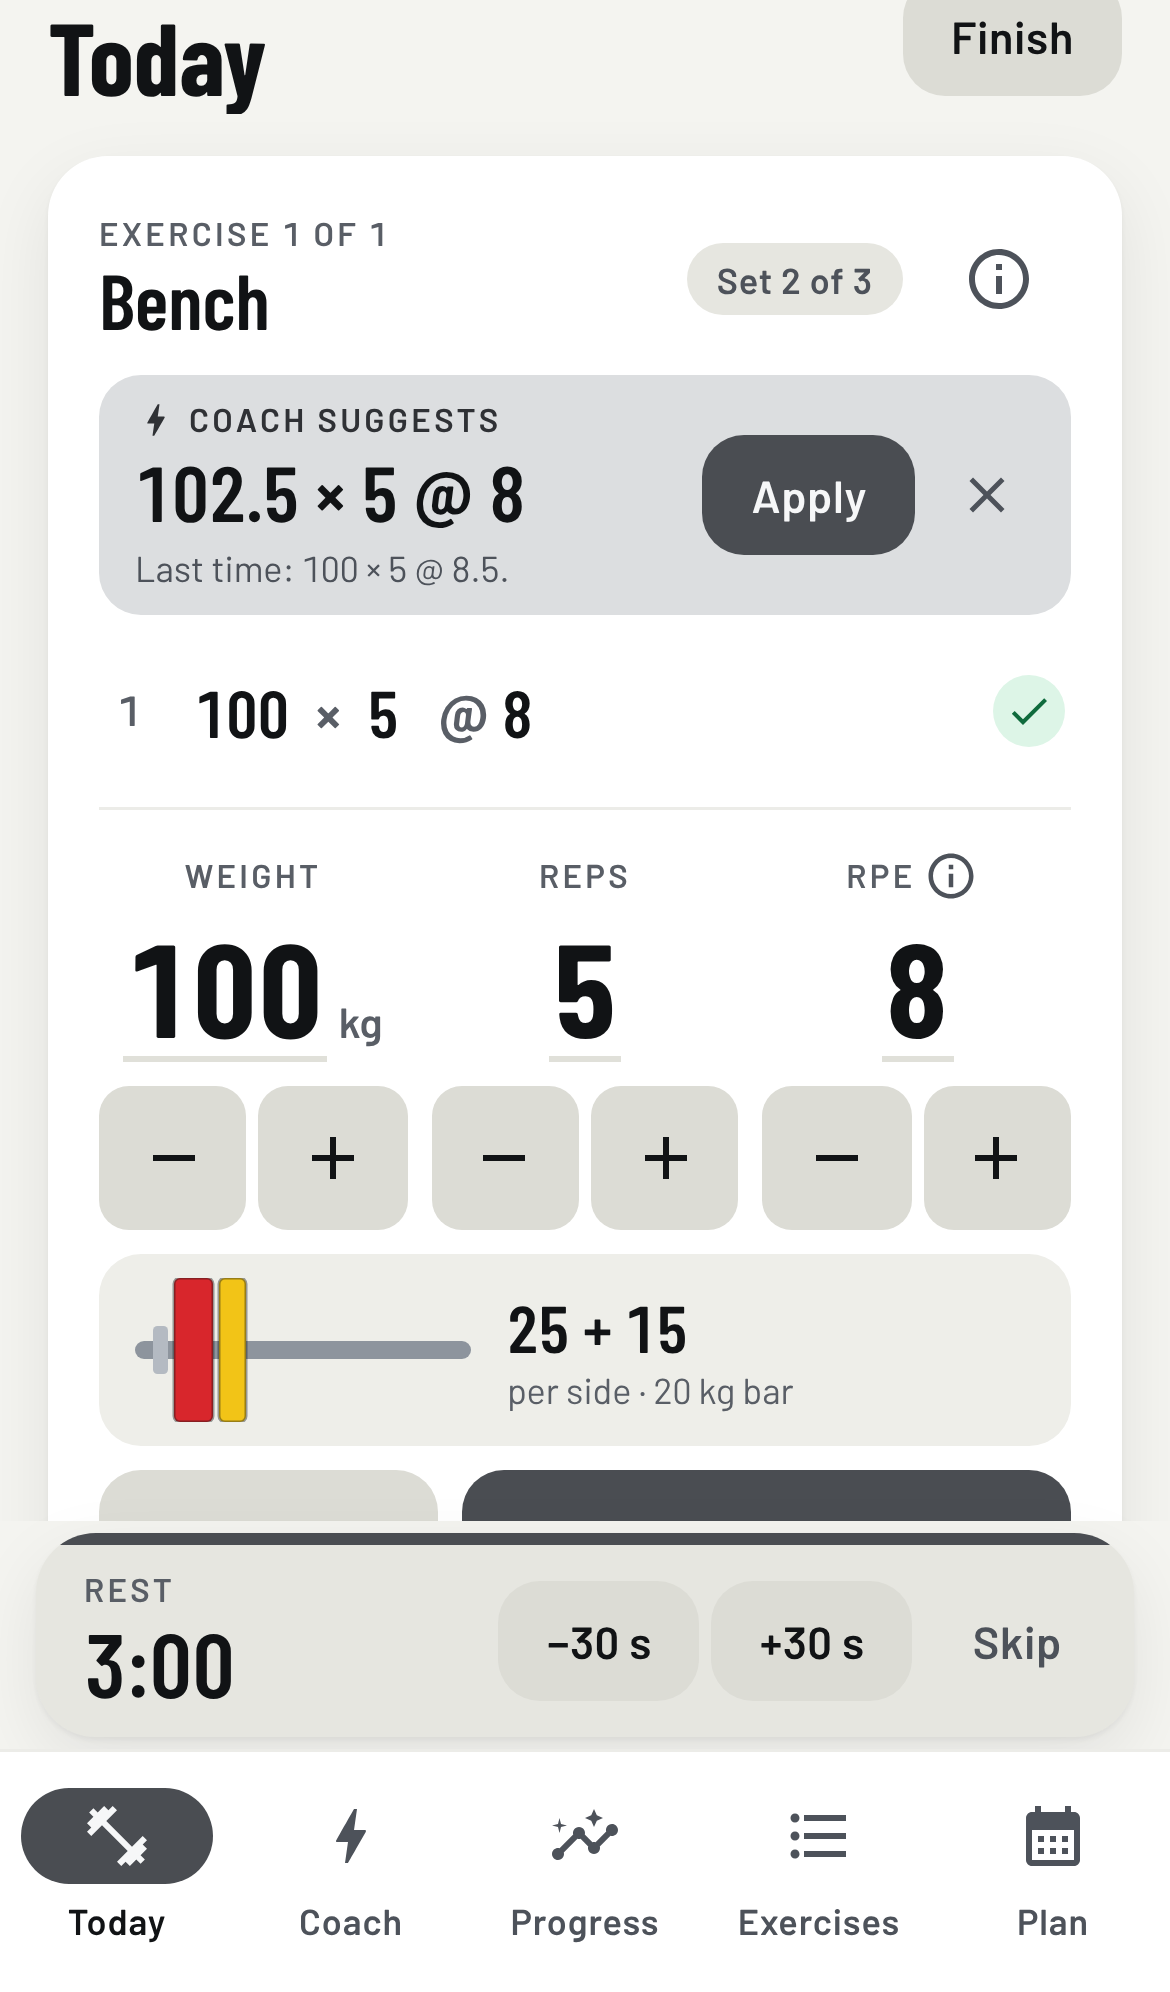 Today
Finish
EXERCISE 1 OF 1
Bench
Set 2 of 3
COACH SUGGESTS
102.5 × 5 @ 8
Last time: 100 × 5 @ 8.5.
Apply
1 100 × 5 @ 8
WEIGHT REPS RPE
100 kg 5 8
25 + 15
per side · 20 kg bar
REST
3:00
−30 s +30 s Skip
Today Coach Progress Exercises Plan